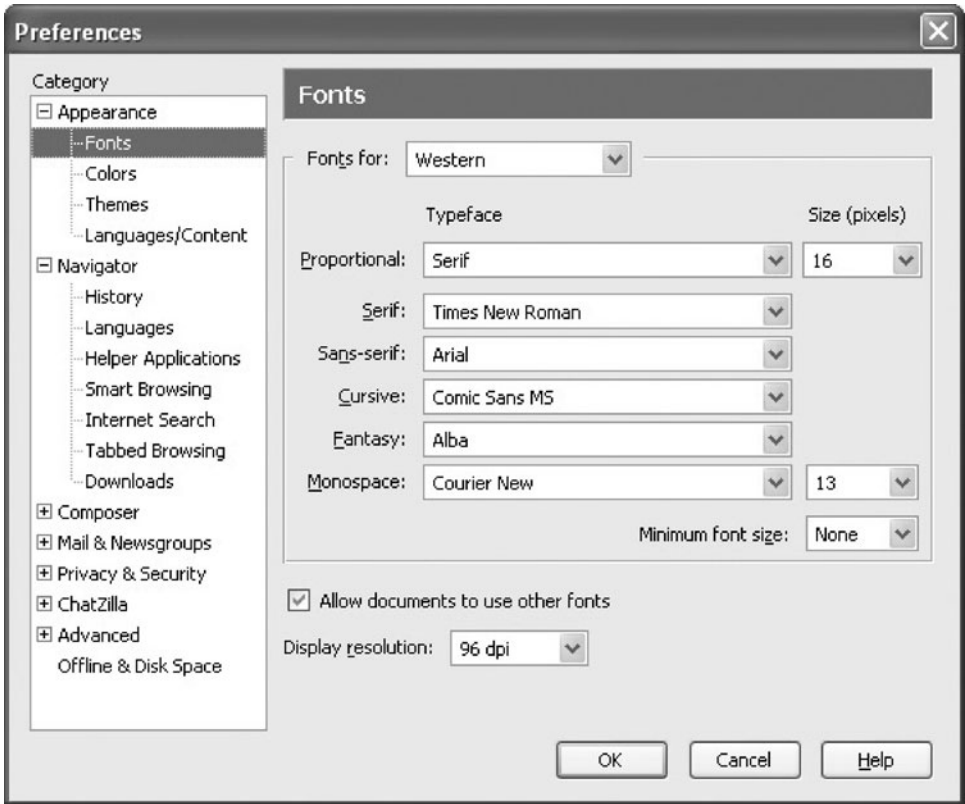 Preferences
Category
Appearance
Fonts
Colors
Themes
Languages/Content
Navigator
History
Languages
Helper Applications
Smart Browsing
Internet Search
Tabbed Browsing
Downloads
Composer
Mail & Newsgroups
Privacy & Security
ChatZilla
Advanced
Offline & Disk Space
Fonts
Fonts for: Western
Typeface Size (pixels)
Proportional: Serif 16
Serif: Times New Roman
Sans-serif: Arial
Cursive: Comic Sans MS
Fantasy: Alba
Monospace: Courier New 13
Minimum font size: None
Allow documents to use other fonts
Display resolution: 96 dpi
OK Cancel Help